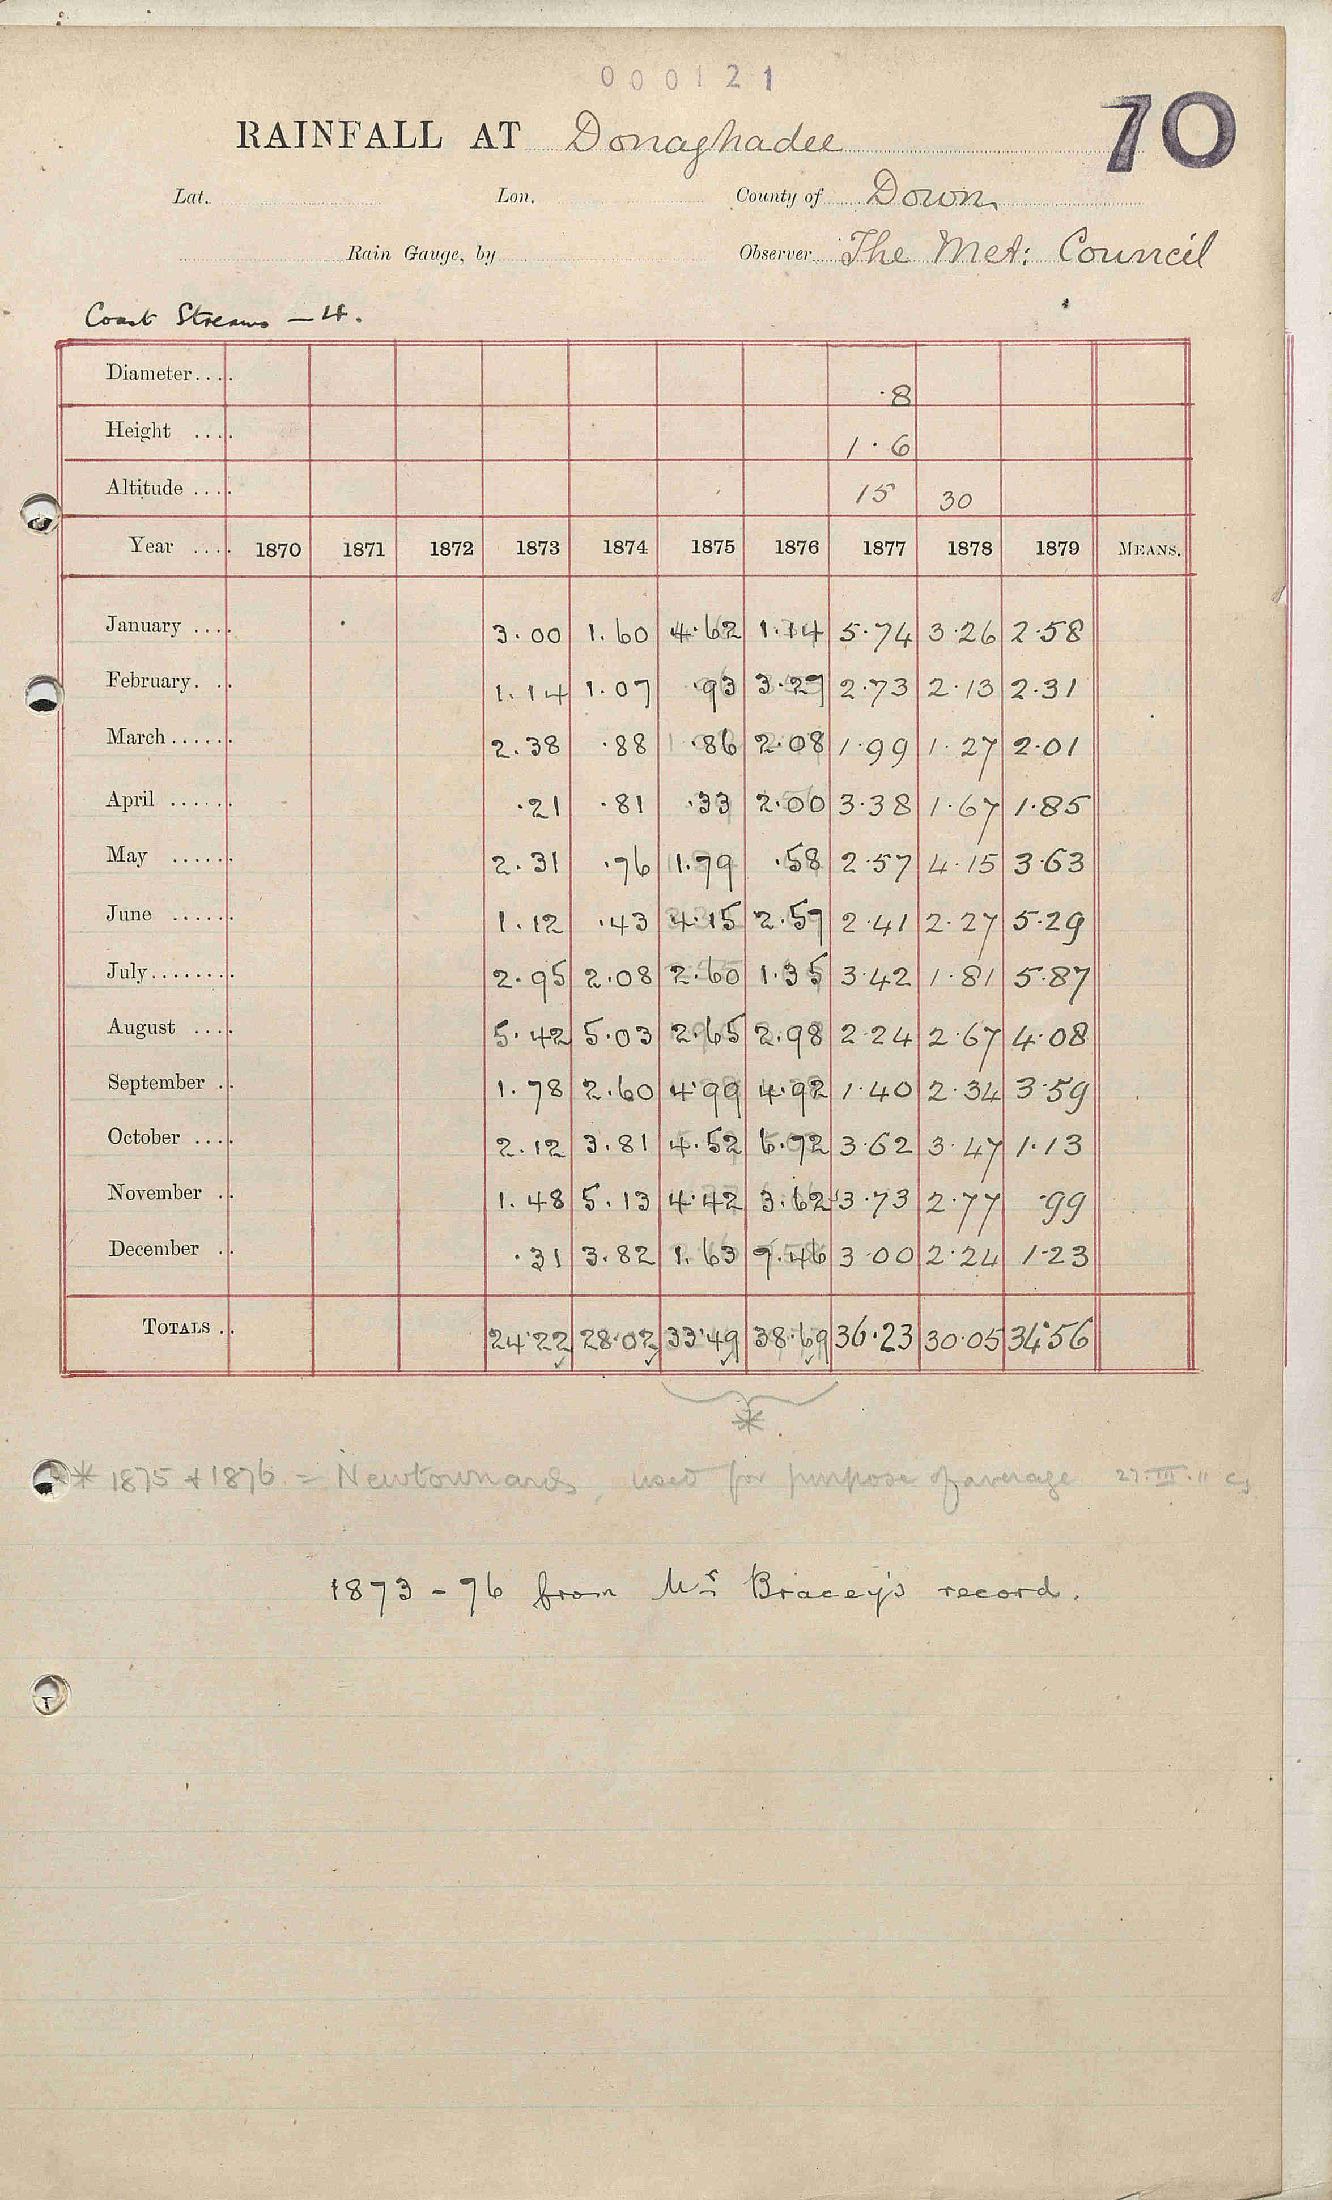 000121
70
RAINFALL AT Donaghadee
Lat. Lon. County of Down
Rain Gauge, by Observer The Met: Council
Coast Streams – 4.
Diameter.... ·8
Height .... 1·6
Altitude .... 15 30
Year .... 1870 1871 1872 1873 1874 1875 1876 1877 1878 1879 MEANS.
January .... 3.00 1.60 4.62 1.14 5.74 3.26 2.58
February. .. 1.14 1.07 .93 3.27 2.73 2.13 2.31
March...... 2.38 .88 .86 2.08 1.99 1.27 2.01
April ...... .21 .81 .33 2.00 3.38 1.67 1.85
May ...... 2.31 .76 1.79 .58 2.57 4.15 3.63
June ...... 1.12 .43 4.15 2.57 2.41 2.27 5.29
July........ 2.95 2.08 2.60 1.35 3.42 1.81 5.87
August .... 5.42 5.03 2.65 2.98 2.24 2.67 4.08
September .. 1.78 2.60 4.99 4.92 1.40 2.34 3.59
October .... 2.12 3.81 4.52 6.72 3.62 3.47 1.13
November .. 1.48 5.13 4.42 3.62 3.73 2.77 .99
December .. .31 3.82 1.63 7.46 3.00 2.24 1.23
TOTALS .. 24.22 28.02 33.49 38.69 36.23 30.05 34.56
*
* 1875 + 1876 = Newtownards, used for purpose of average 27.III.11
1873 - 76 from Mr Bracey's record.